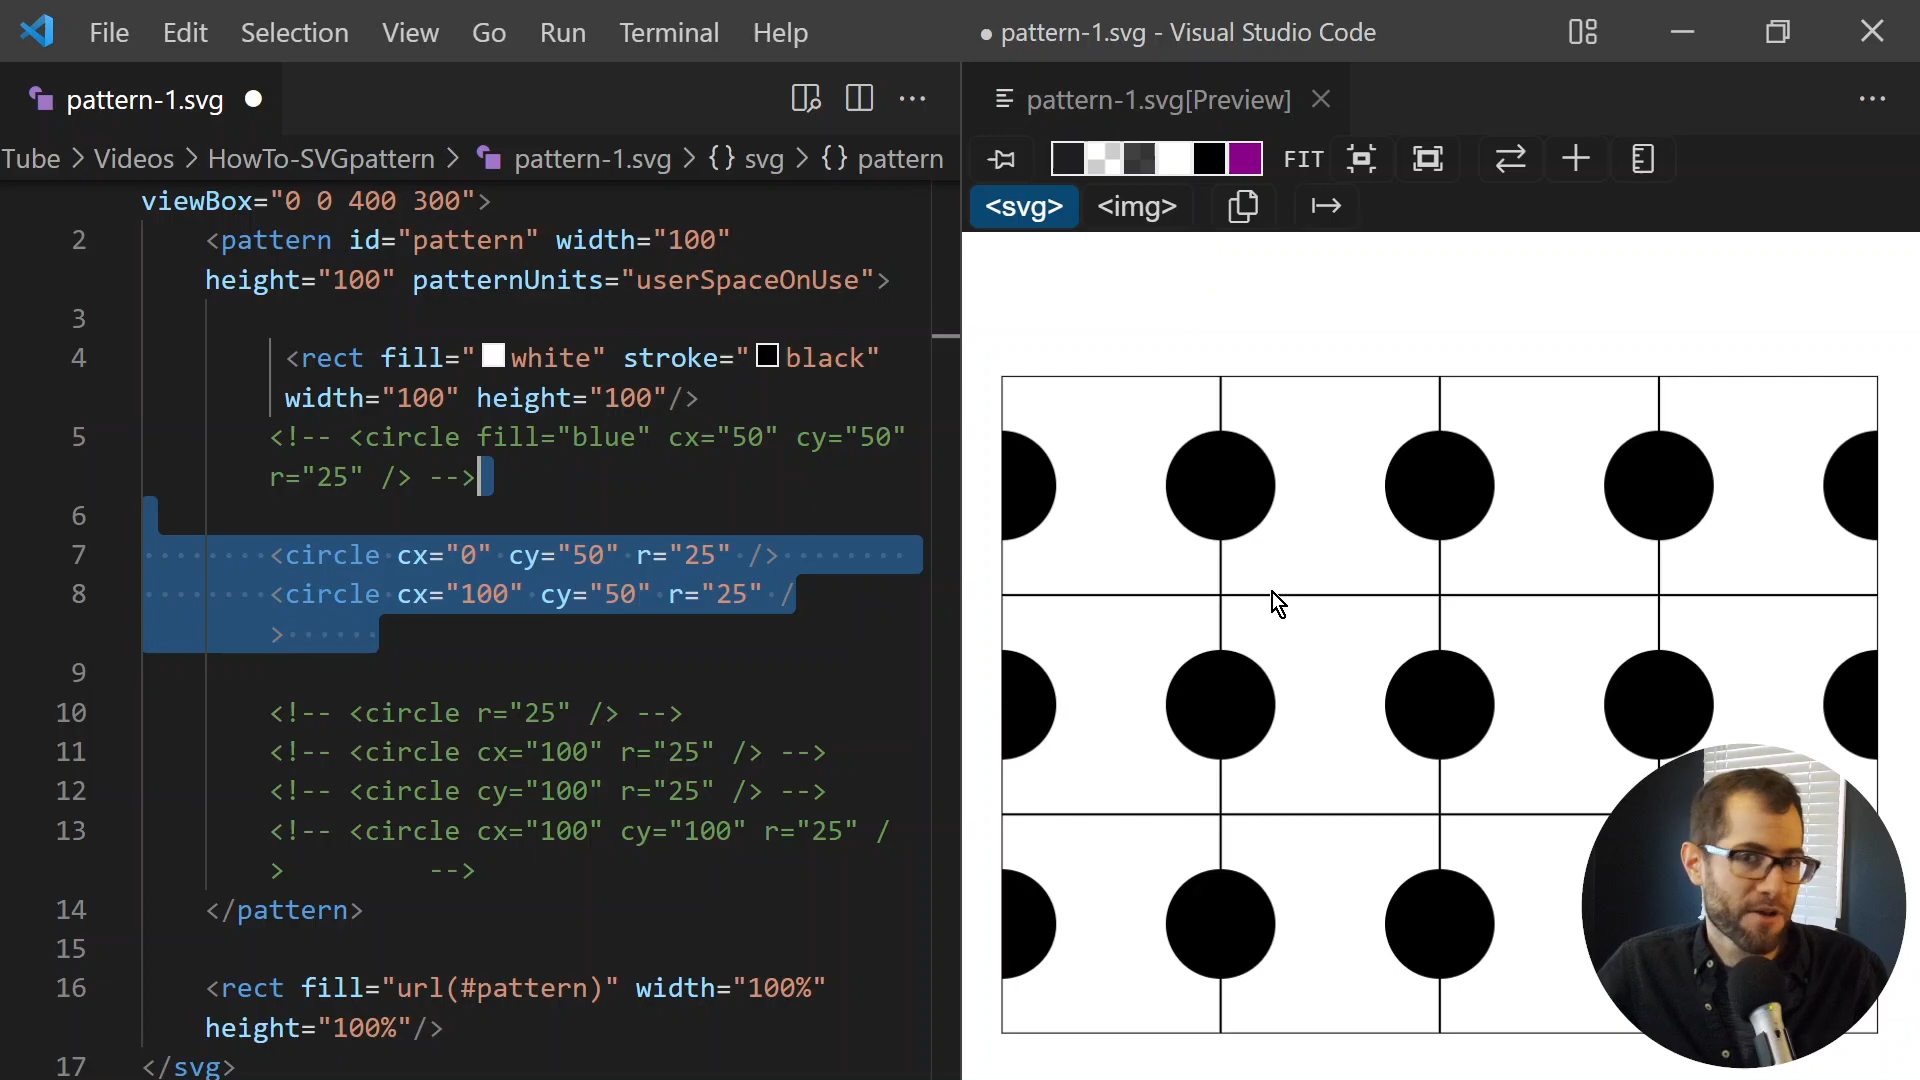 File Edit Selection View Go Run Terminal Help
● pattern-1.svg - Visual Studio Code
pattern-1.svg ●
pattern-1.svg[Preview]
Tube > Videos > HowTo-SVGpattern > pattern-1.svg > {} svg > {} pattern
FIT
<svg> <img>
viewBox="0 0 400 300">
2 <pattern id="pattern" width="100"
height="100" patternUnits="userSpaceOnUse">
3
4 <rect fill="white" stroke="black"
width="100" height="100"/>
5 <!-- <circle fill="blue" cx="50" cy="50"
r="25" /> -->
6
7 <circle cx="0" cy="50" r="25" />
8 <circle cx="100" cy="50" r="25" /
>
9
10 <!-- <circle r="25" /> -->
11 <!-- <circle cx="100" r="25" /> -->
12 <!-- <circle cy="100" r="25" /> -->
13 <!-- <circle cx="100" cy="100" r="25" /
> -->
14 </pattern>
15
16 <rect fill="url(#pattern)" width="100%"
height="100%"/>
17 </svg>